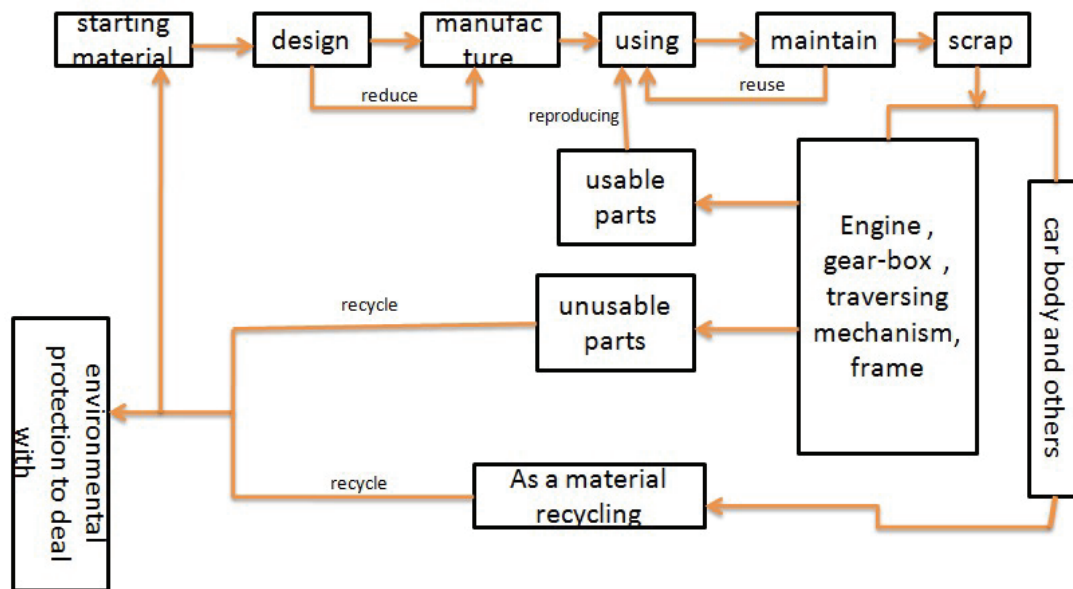 starting
material
design
manufac
ture
using
maintain
scrap
reduce
reuse
reproducing
usable
parts
Engine ,
gear-box ,
traversing
mechanism,
frame
car body and others
recycle
unusable
parts
environmental
protection to deal
with
recycle
As a material
recycling